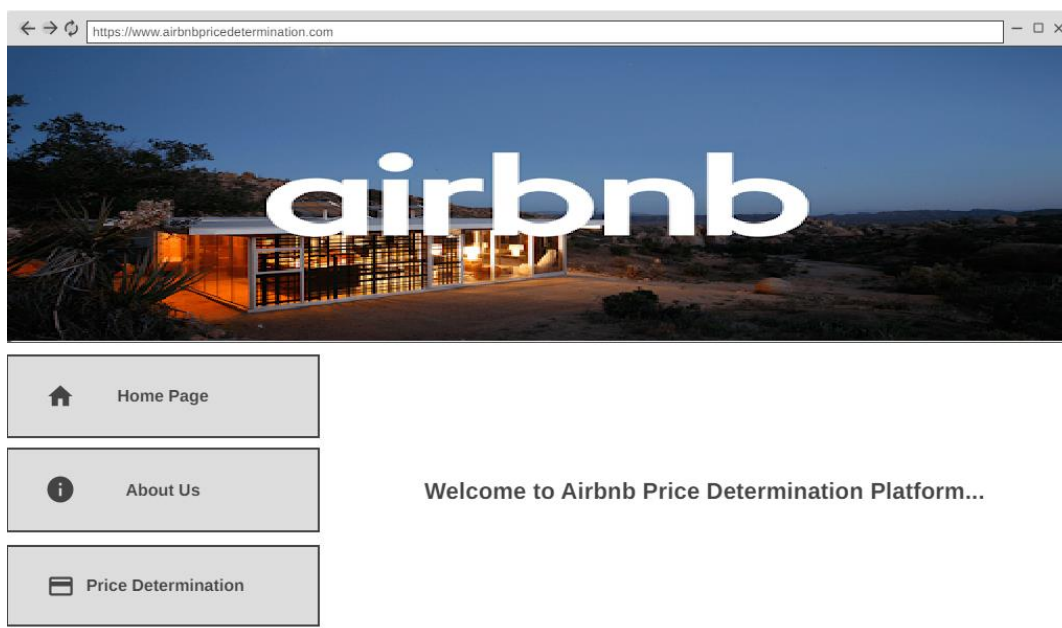 https://www.airbnbpricedetermination.com
airbnb
Home Page
About Us
Welcome to Airbnb Price Determination Platform...
Price Determination